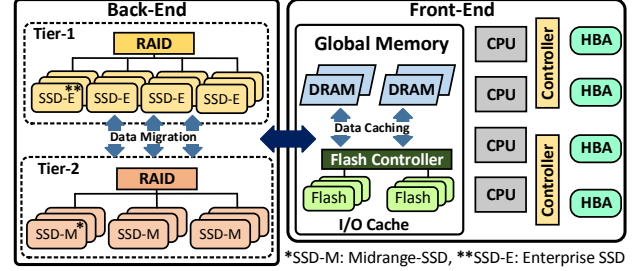 Back-End
Tier-1
RAID
SSD-E** SSD-E SSD-E SSD-E
Data Migration
Tier-2
RAID
SSD-M* SSD-M SSD-M
Front-End
Global Memory
DRAM DRAM
Data Caching
Flash Controller
Flash Flash
I/O Cache
CPU
CPU
CPU
CPU
Controller
Controller
HBA
HBA
HBA
HBA
*SSD-M: Midrange-SSD, **SSD-E: Enterprise SSD